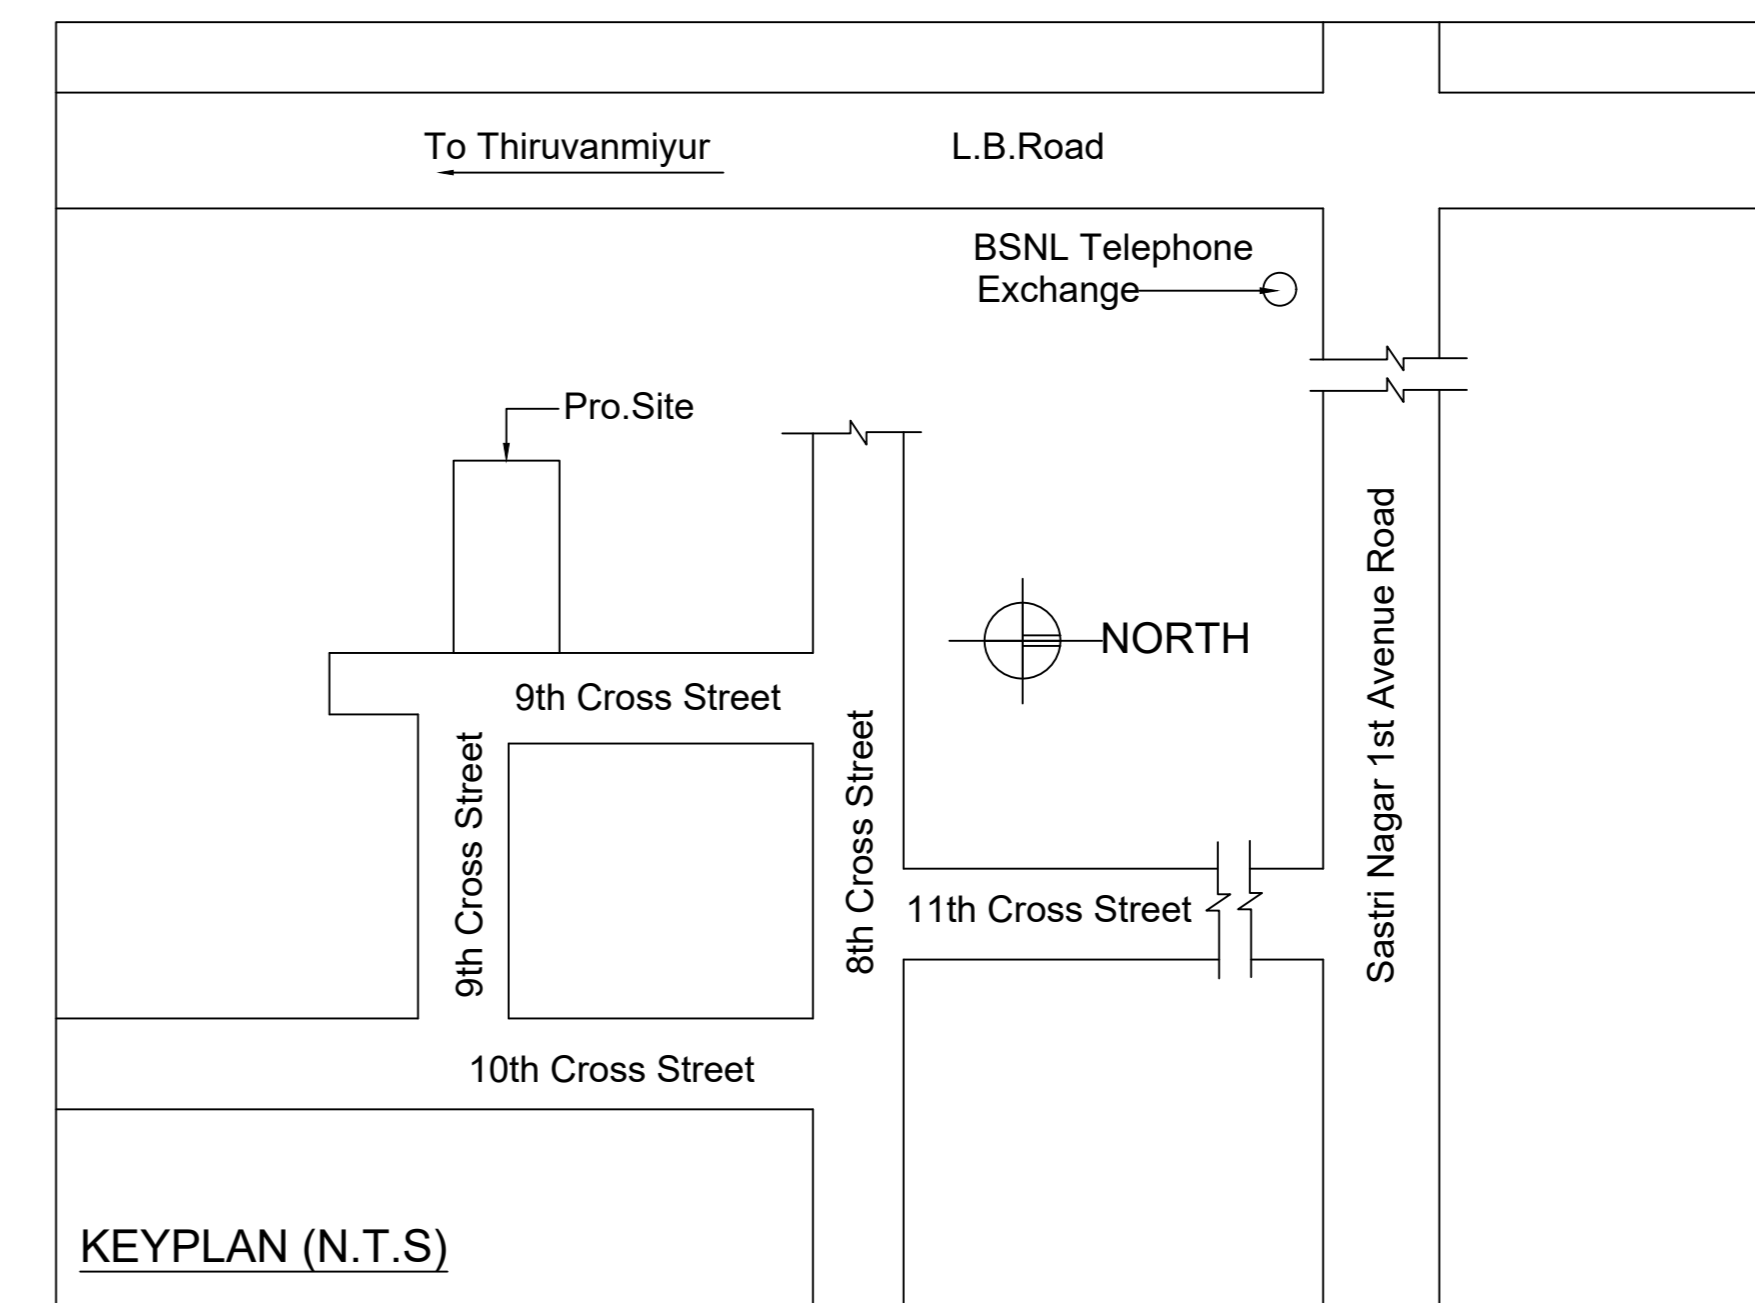 To Thiruvanmiyur
L.B.Road
BSNL Telephone
Exchange
Pro.Site
NORTH
Sastri Nagar 1st Avenue Road
9th Cross Street
9th Cross Street
8th Cross Street
11th Cross Street
10th Cross Street
KEYPLAN (N.T.S)